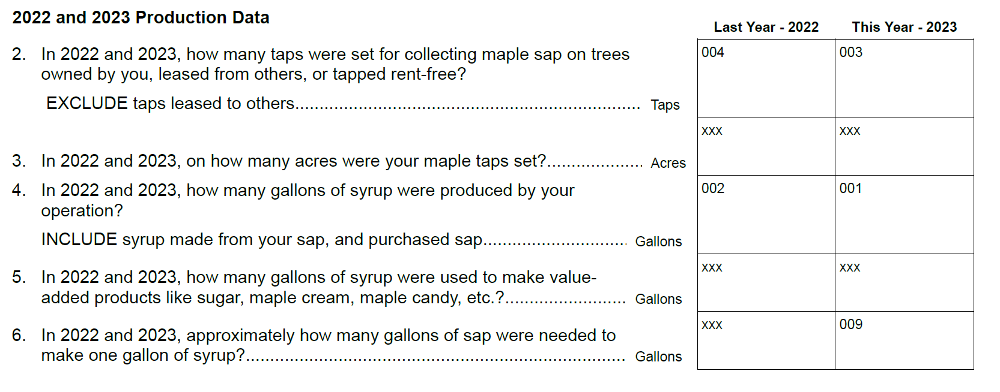 2022 and 2023 Production Data
Last Year - 2022 This Year - 2023
2. In 2022 and 2023, how many taps were set for collecting maple sap on trees
owned by you, leased from others, or tapped rent-free?
004 003
EXCLUDE taps leased to others....................................................................... Taps
xxx xxx
3. In 2022 and 2023, on how many acres were your maple taps set?.................... Acres
4. In 2022 and 2023, how many gallons of syrup were produced by your
operation?
002 001
INCLUDE syrup made from your sap, and purchased sap.............................. Gallons
5. In 2022 and 2023, how many gallons of syrup were used to make value-
added products like sugar, maple cream, maple candy, etc.?......................... Gallons
xxx xxx
6. In 2022 and 2023, approximately how many gallons of sap were needed to
make one gallon of syrup?.............................................................................. Gallons
xxx 009